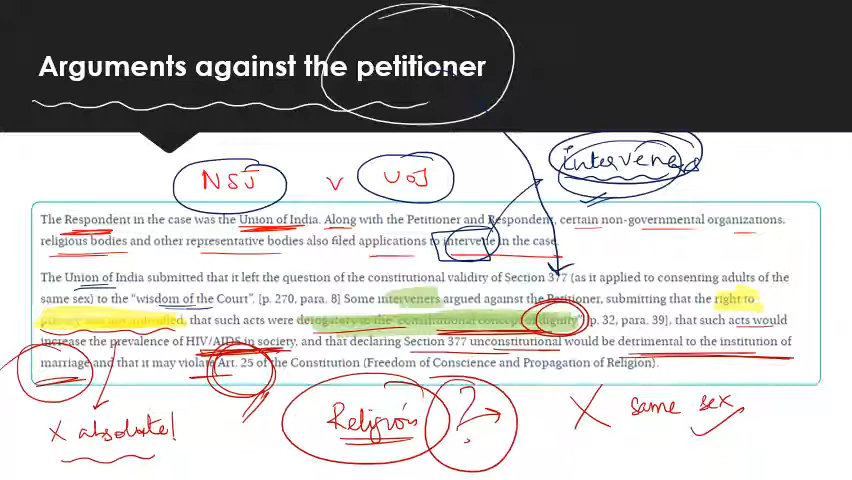 Arguments against the petitioner
NSJ v UOI
intervenes
The Respondent in the case was the Union of India. Along with the Petitioner and Respondent, certain non-governmental organizations,
religious bodies and other representative bodies also filed applications to intervene in the case.
The Union of India submitted that it left the question of the constitutional validity of Section 377 (as it applied to consenting adults of the
same sex) to the “wisdom of the Court”. [p. 270, para. 8] Some interveners argued against the Petitioner, submitting that the right to
privacy was not unbridled, that such acts were derogatory to the “constitutional concept of dignity” [p. 32, para. 39], that such acts would
increase the prevalence of HIV/AIDS in society, and that declaring Section 377 unconstitutional would be detrimental to the institution of
marriage and that it may violate Art. 25 of the Constitution (Freedom of Conscience and Propagation of Religion).
X absolute!
Religion ?
X same sex